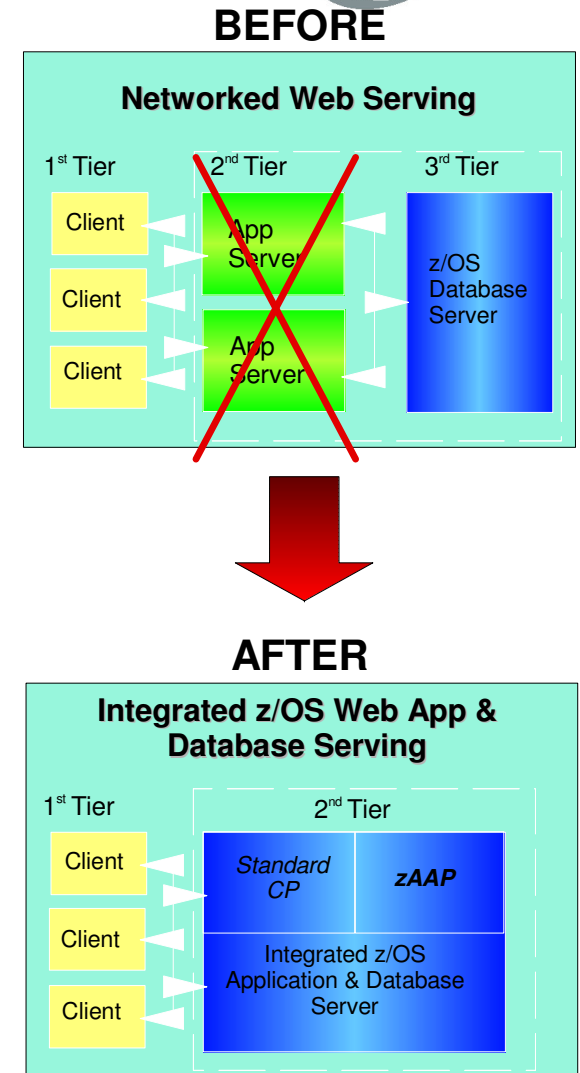 BEFORE
Networked Web Serving
1st Tier
2nd Tier
3rd Tier
Client
Client
Client
App
Server
App
Server
z/OS
Database
Server
AFTER
Integrated z/OS Web App &
Database Serving
1st Tier
2nd Tier
Client
Client
Client
Standard
CP
zAAP
Integrated z/OS
Application & Database
Server